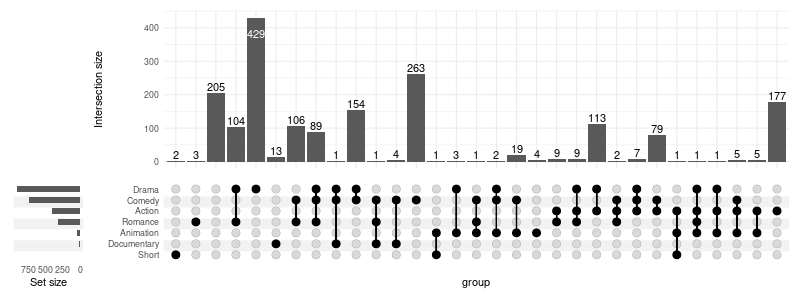 400
300
200
100
0
Intersection size
2 3 205 104 429 13 106 89 1 154 1 4 263 1 3 1 2 19 4 9 9 113 2 7 79 1 1 1 5 5 177
Drama
Comedy
Action
Romance
Animation
Documentary
Short
750 500 250 0
Set size
group